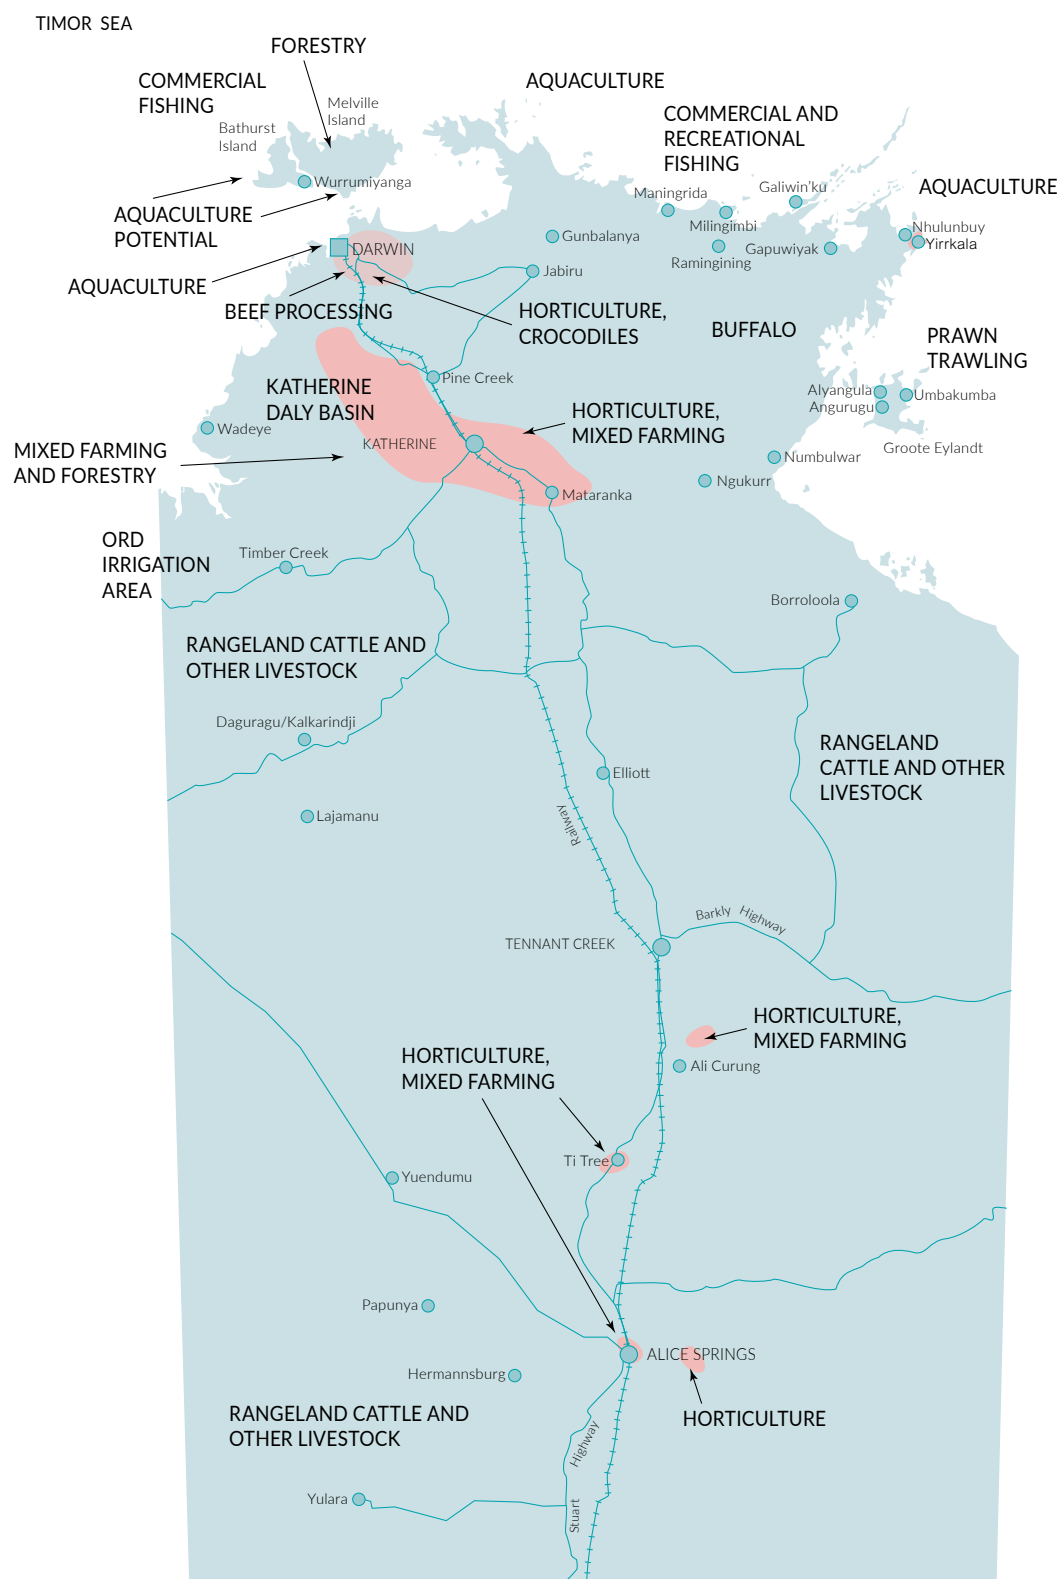 TIMOR SEA
FORESTRY
COMMERCIAL
FISHING
AQUACULTURE
Melville
Island
COMMERCIAL AND
RECREATIONAL
FISHING
Bathurst
Island
Wurrumiyanga
Maningrida
Galiwin'ku
AQUACULTURE
AQUACULTURE
POTENTIAL
Milingimbi
Nhulunbuy
Yirrkala
Gunbalanya
DARWIN
Ramingining
Gapuwiyak
Jabiru
AQUACULTURE
BEEF PROCESSING
HORTICULTURE,
CROCODILES
BUFFALO
PRAWN
TRAWLING
Pine Creek
KATHERINE
DALY BASIN
Alyangula
Umbakumba
Angurugu
HORTICULTURE,
MIXED FARMING
Wadeye
KATHERINE
Groote Eylandt
MIXED FARMING
AND FORESTRY
Numbulwar
Ngukurr
Mataranka
ORD
IRRIGATION
AREA
Timber Creek
Borroloola
RANGELAND CATTLE AND
OTHER LIVESTOCK
Daguragu/Kalkarindji
RANGELAND
CATTLE AND OTHER
LIVESTOCK
Elliott
Lajamanu
Railway
Barkly Highway
TENNANT CREEK
HORTICULTURE,
MIXED FARMING
HORTICULTURE,
MIXED FARMING
Ali Curung
Ti Tree
Yuendumu
Papunya
ALICE SPRINGS
Hermannsburg
HORTICULTURE
RANGELAND CATTLE AND
OTHER LIVESTOCK
Stuart Highway
Yulara